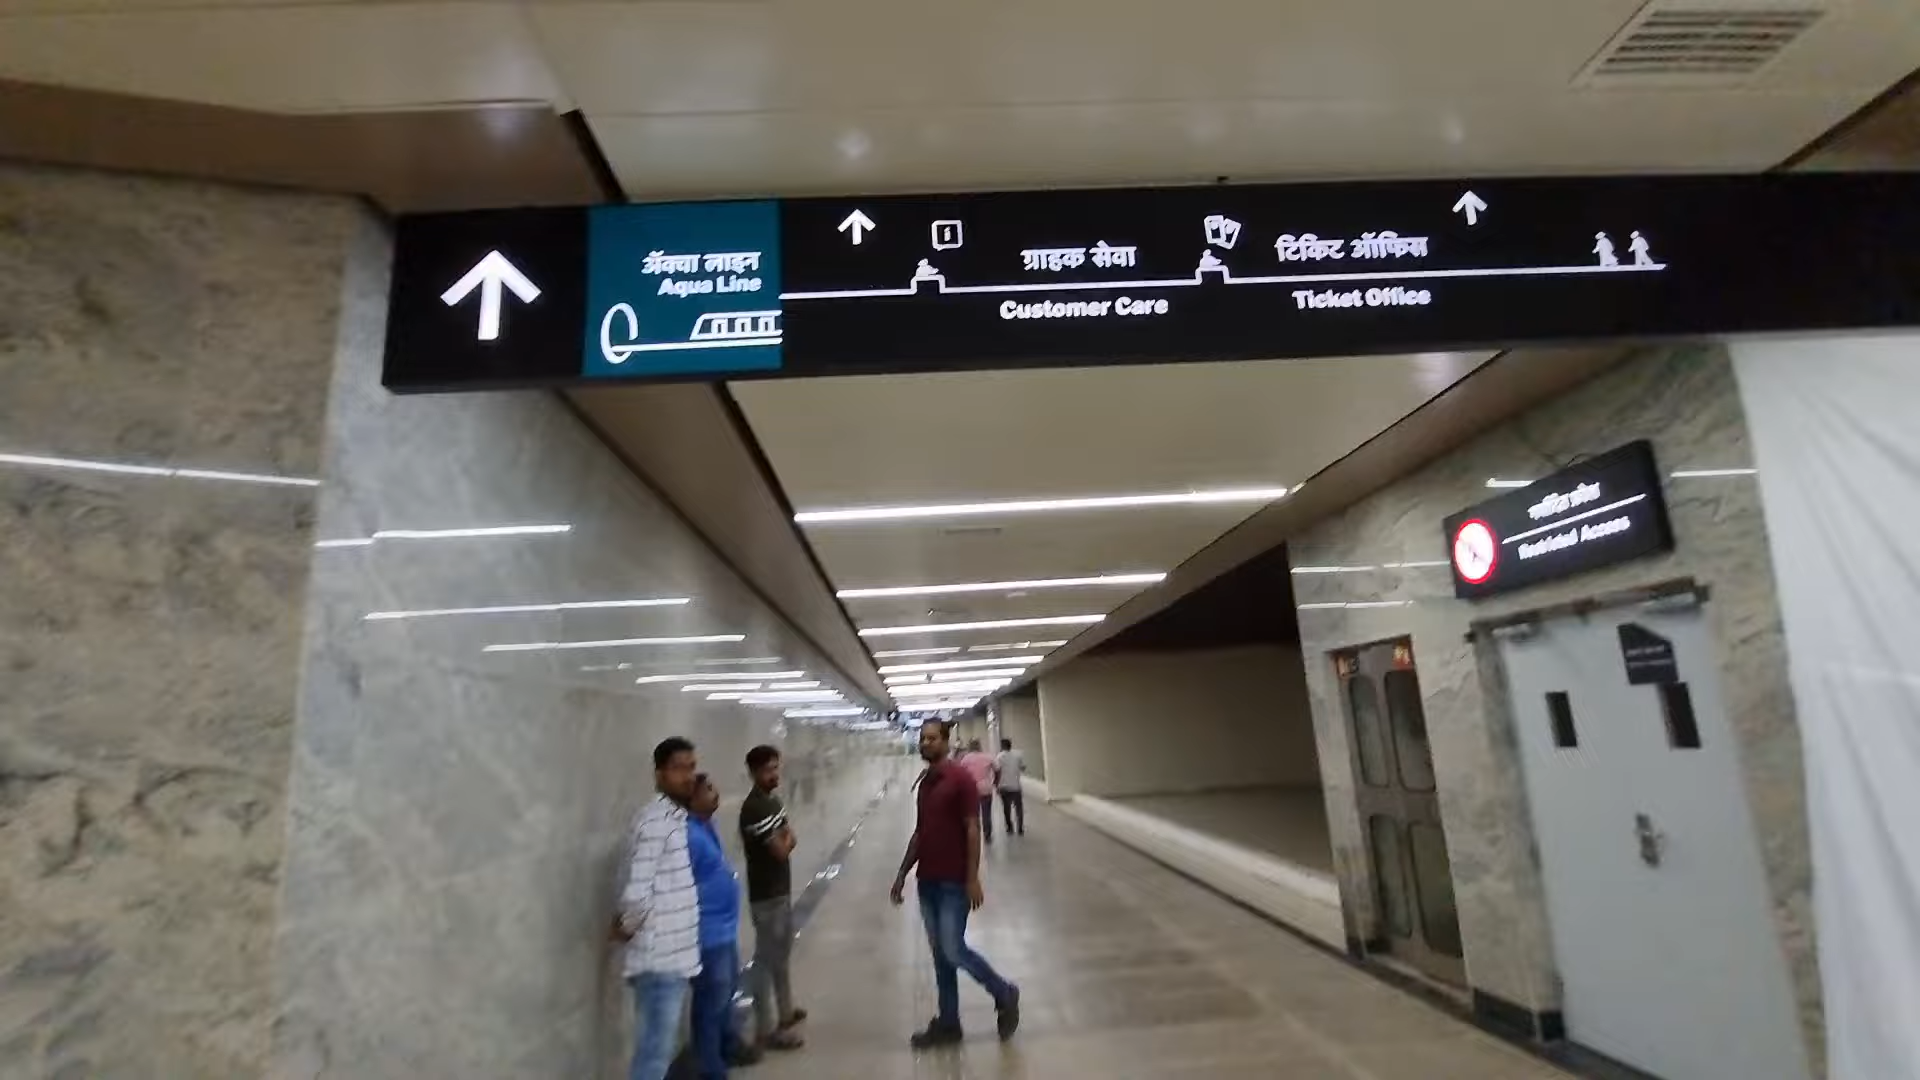 ॲक्वा लाइन
Aqua Line
ग्राहक सेवा
Customer Care
टिकिट ऑफिस
Ticket Office
Restricted Access